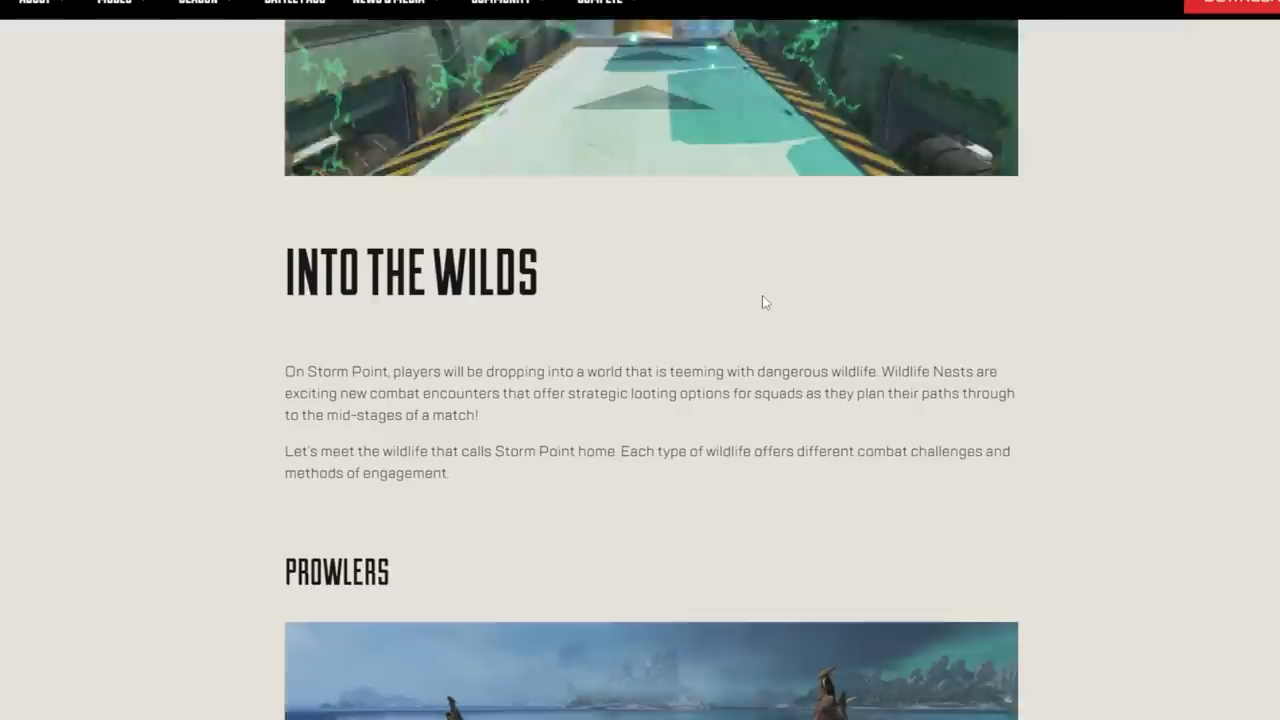 INTO THE WILDS
On Storm Point, players will be dropping into a world that is teeming with dangerous wildlife. Wildlife Nests are
exciting new combat encounters that offer strategic looting options for squads as they plan their paths through
to the mid-stages of a match!
Let's meet the wildlife that calls Storm Point home. Each type of wildlife offers different combat challenges and
methods of engagement.
PROWLERS